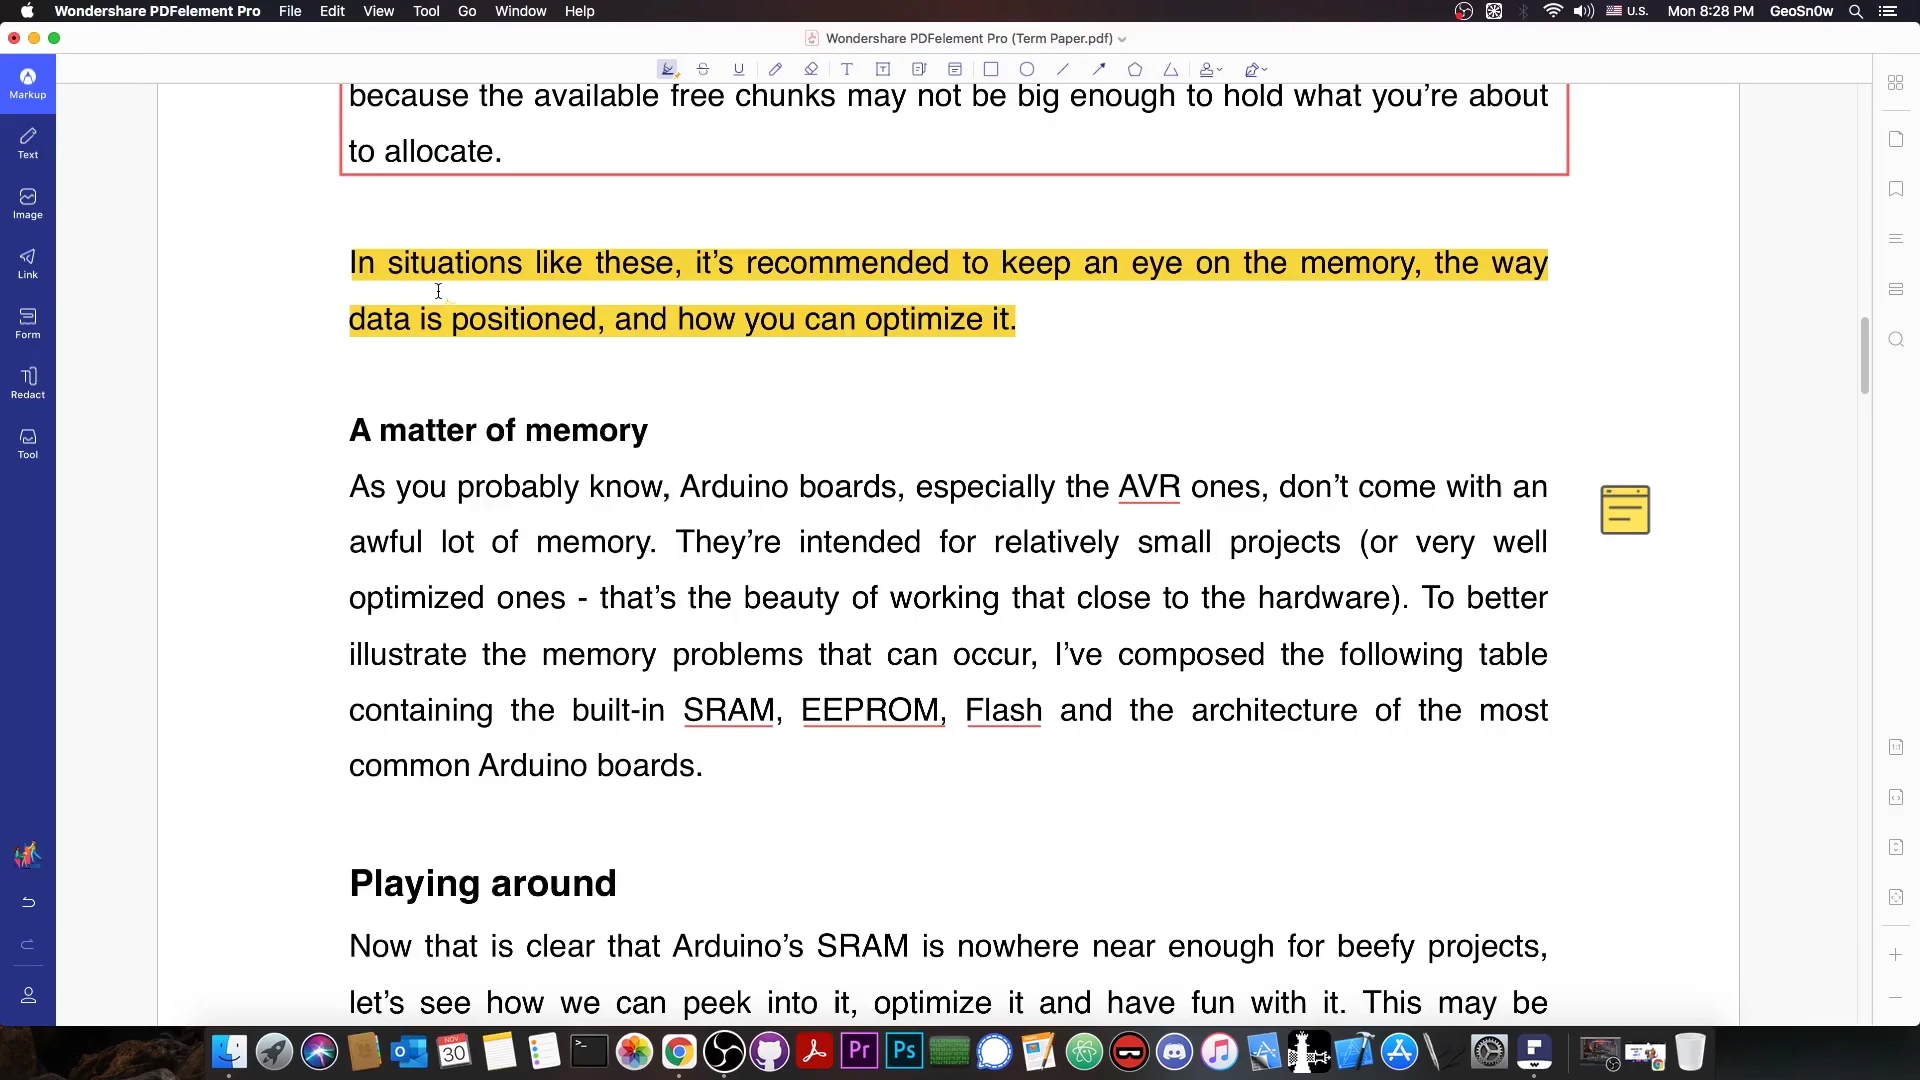 Wondershare PDFelement Pro File Edit View Tool Go Window Help U.S. Mon 8:28 PM GeoSn0w
Wondershare PDFelement Pro (Term Paper.pdf)
Markup
Text
Image
Link
Form
Redact
Tool
because the available free chunks may not be big enough to hold what you’re about
to allocate.
In situations like these, it’s recommended to keep an eye on the memory, the way
data is positioned, and how you can optimize it.
A matter of memory
As you probably know, Arduino boards, especially the AVR ones, don’t come with an
awful lot of memory. They’re intended for relatively small projects (or very well
optimized ones - that’s the beauty of working that close to the hardware). To better
illustrate the memory problems that can occur, I’ve composed the following table
containing the built-in SRAM, EEPROM, Flash and the architecture of the most
common Arduino boards.
Playing around
Now that is clear that Arduino’s SRAM is nowhere near enough for beefy projects,
let’s see how we can peek into it, optimize it and have fun with it. This may be
NOV
30
Pr
Ps